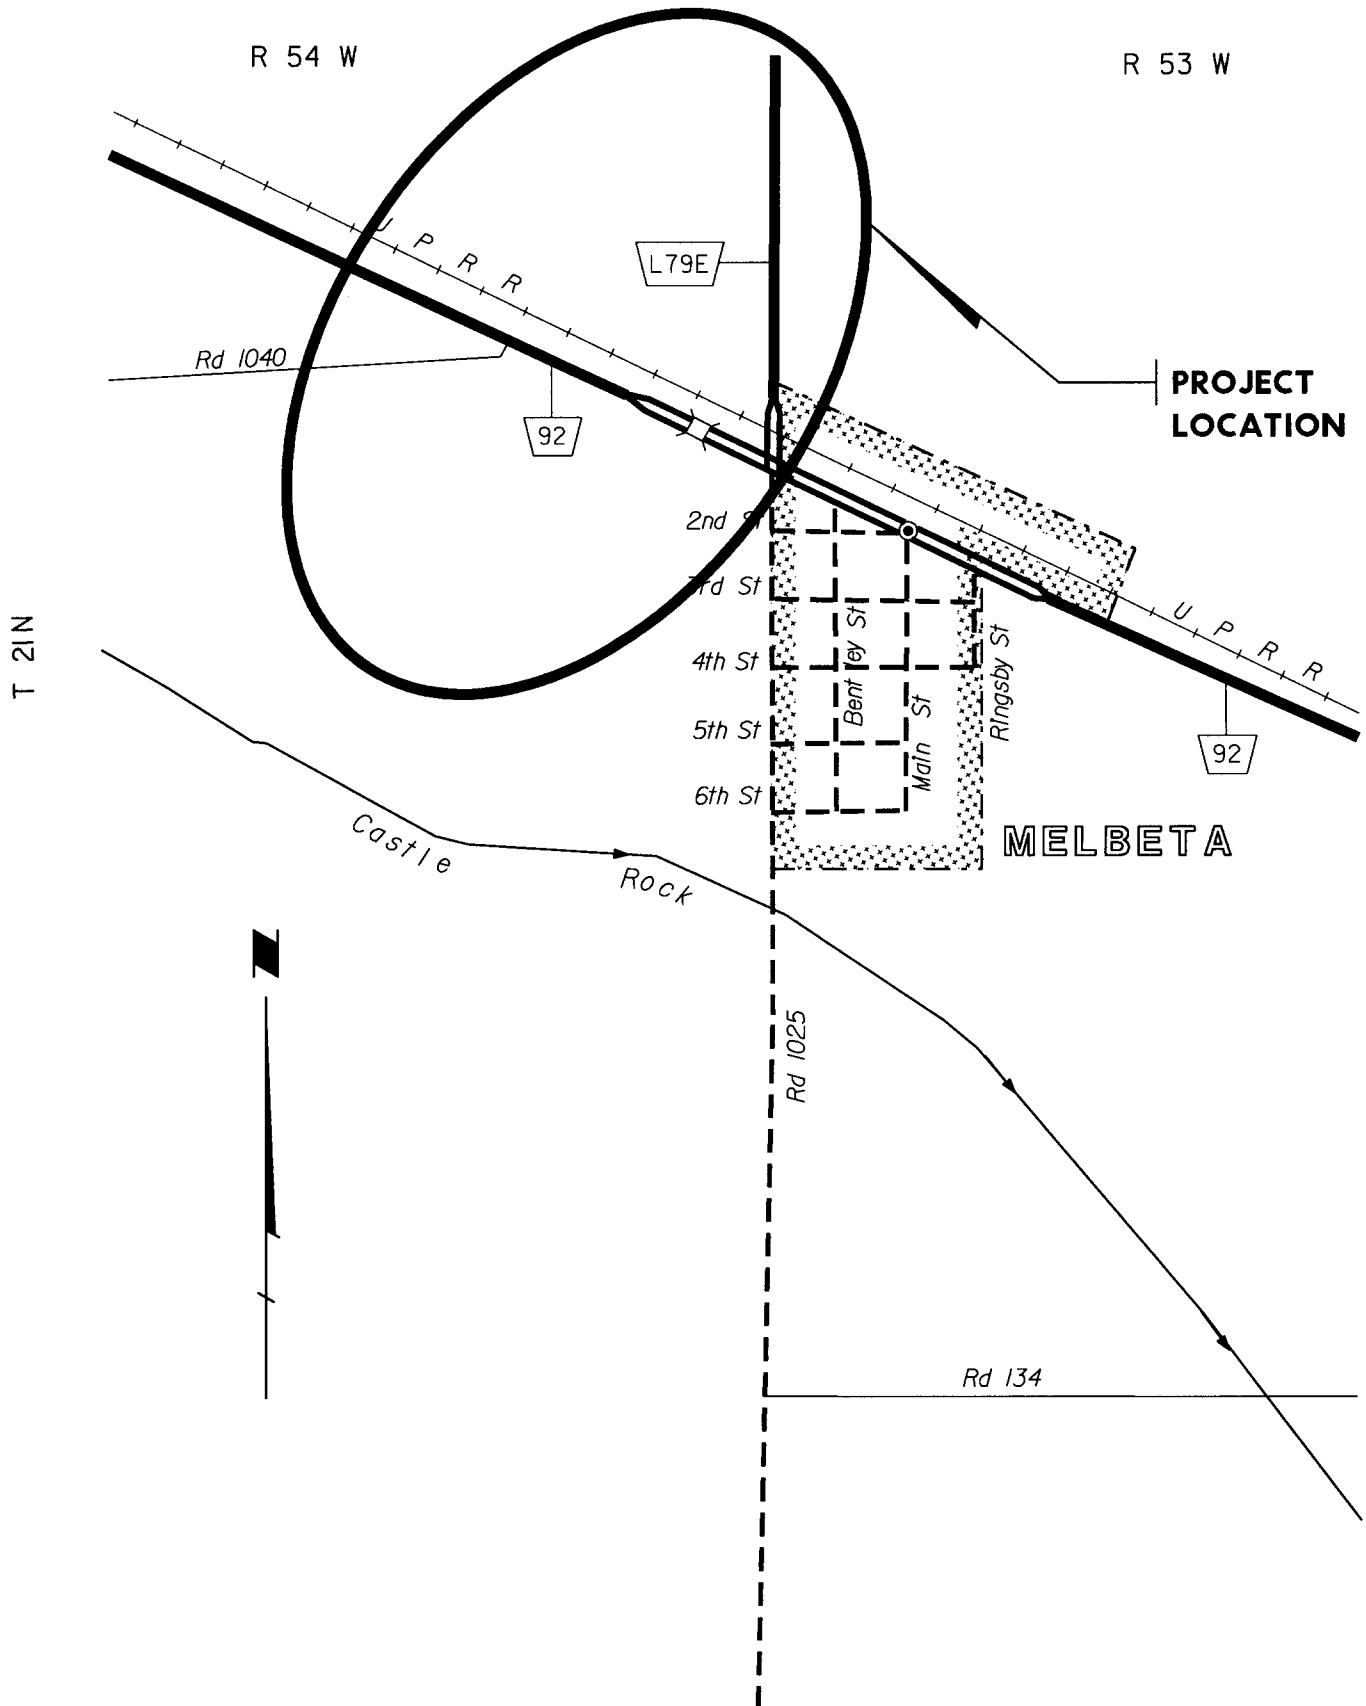 R 54 W
R 53 W
U P R R
L79E
Rd 1040
PROJECT
LOCATION
92
2nd St
3rd St
4th St
5th St
6th St
Bentley St
Main St
Ringsby St
U P R R
92
T 21N
MELBETA
Castle Rock
Rd 1025
Rd 134